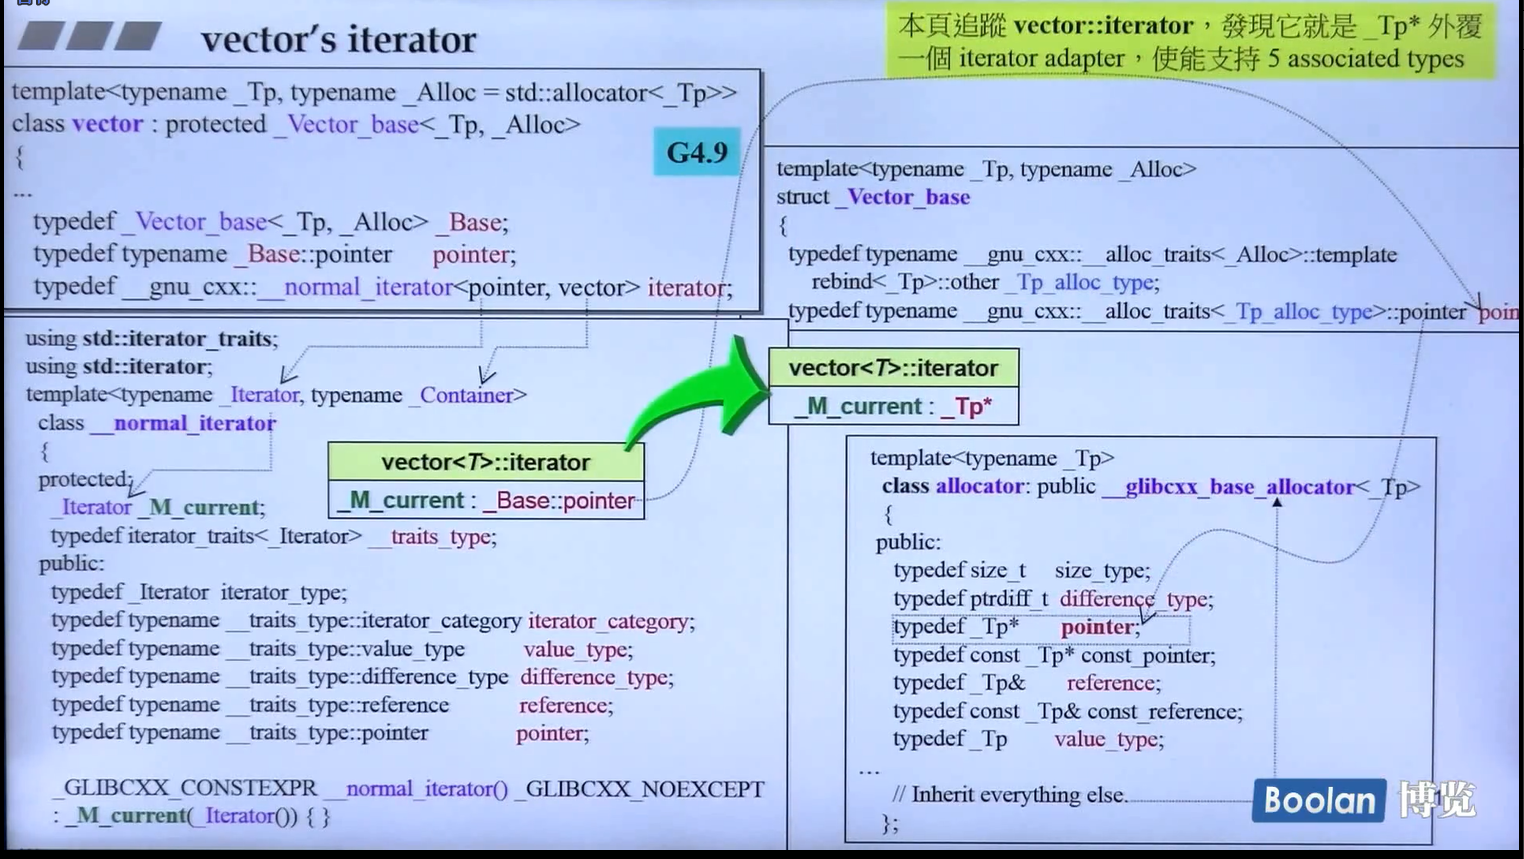 vector's iterator
本頁追蹤 vector::iterator，發現它就是 _Tp* 外覆
一個 iterator adapter，使能支持 5 associated types
template<typename _Tp, typename _Alloc = std::allocator<_Tp>>
class vector : protected _Vector_base<_Tp, _Alloc>
{
G4.9
...
typedef _Vector_base<_Tp, _Alloc> _Base;
typedef typename _Base::pointer pointer;
typedef __gnu_cxx::__normal_iterator<pointer, vector> iterator;
template<typename _Tp, typename _Alloc>
struct _Vector_base
{
typedef typename __gnu_cxx::__alloc_traits<_Alloc>::template
rebind<_Tp>::other _Tp_alloc_type;
typedef typename __gnu_cxx::__alloc_traits<_Tp_alloc_type>::pointer poin
using std::iterator_traits;
using std::iterator;
template<typename _Iterator, typename _Container>
class __normal_iterator
{
protected:
_Iterator _M_current;
typedef iterator_traits<_Iterator> __traits_type;
public:
typedef _Iterator iterator_type;
typedef typename __traits_type::iterator_category iterator_category;
typedef typename __traits_type::value_type value_type;
typedef typename __traits_type::difference_type difference_type;
typedef typename __traits_type::reference reference;
typedef typename __traits_type::pointer pointer;
_GLIBCXX_CONSTEXPR __normal_iterator() _GLIBCXX_NOEXCEPT
: _M_current(_Iterator()) { }
vector<T>::iterator
_M_current : _Base::pointer
vector<T>::iterator
_M_current : _Tp*
template<typename _Tp>
class allocator: public __glibcxx_base_allocator<_Tp>
{
public:
typedef size_t size_type;
typedef ptrdiff_t difference_type;
typedef _Tp* pointer;
typedef const _Tp* const_pointer;
typedef _Tp& reference;
typedef const _Tp& const_reference;
typedef _Tp value_type;
...
// Inherit everything else.
};
Boolan 博览